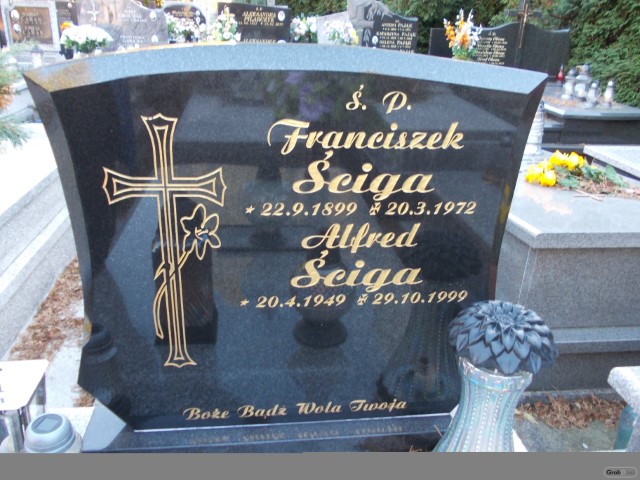 Ś. P.
Franciszek
Ściga
* 22.9.1899 ✠ 20.3.1972
Alfred
Ściga
* 20.4.1949 ✠ 29.10.1999
Boże Bądź Wola Twoja